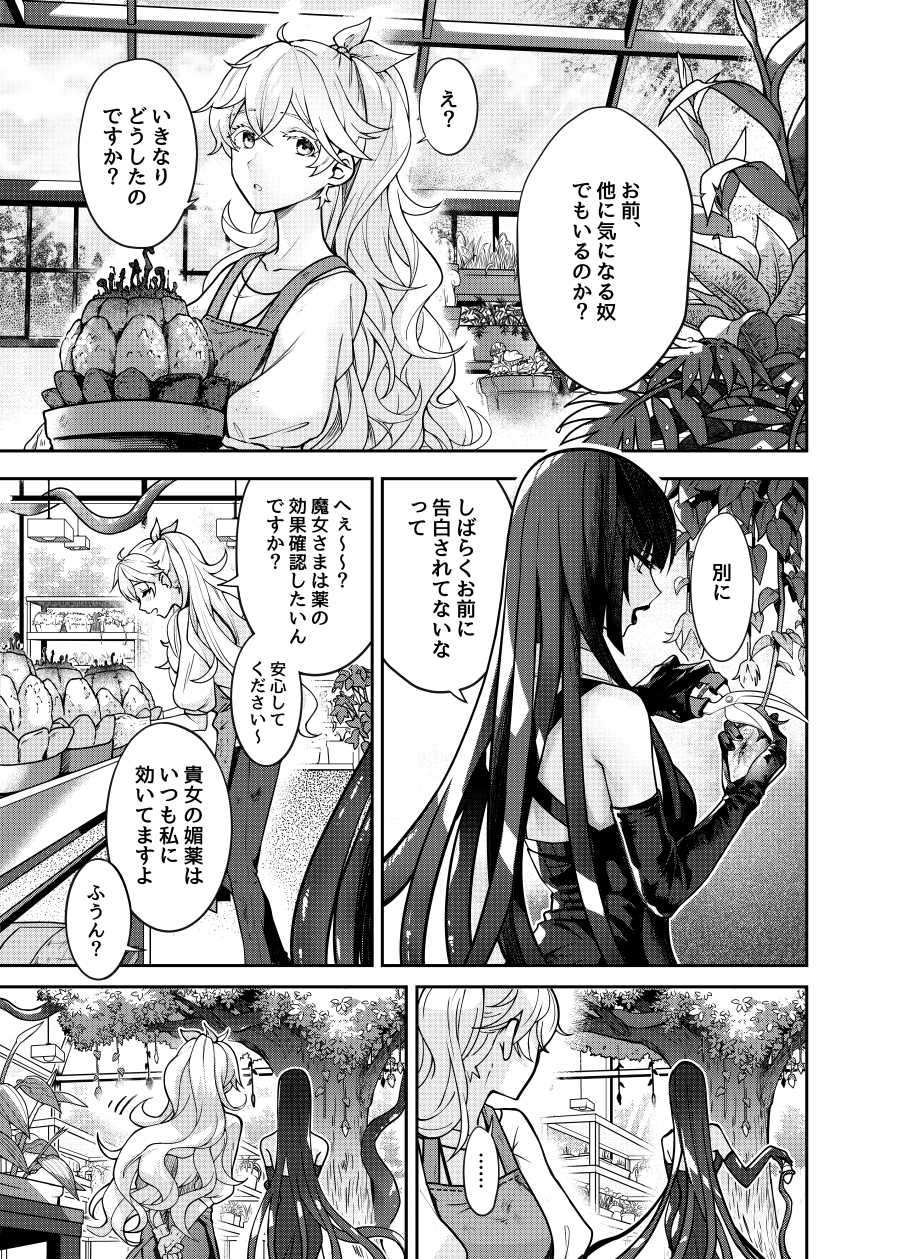 お前、
他に気になる奴
でもいるのか？
え？
いきなり
どうしたの
ですか？
別に
しばらくお前に
告白されてないな
って
へぇ～～？
魔女さまは薬の
効果確認したいん
ですか？
安心して
ください～
貴女の媚薬は
いつも私に
効いてますよ
ふうん？
……